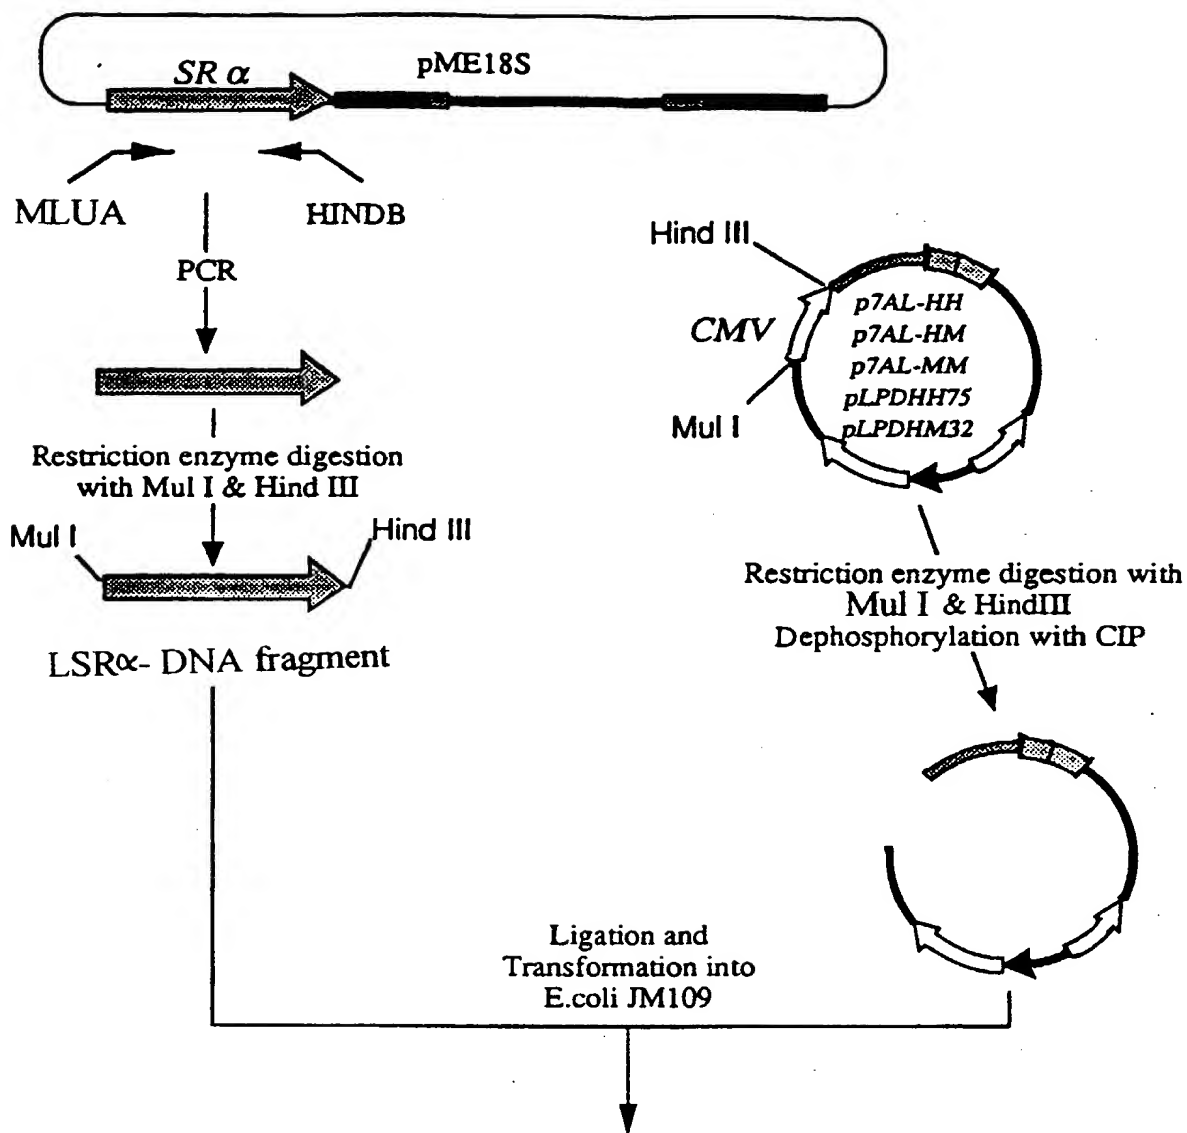 SR α
pME18S
MLUA
HINDB
PCR
Restriction enzyme digestion
with Mul I & Hind III
Mul I
Hind III
LSRα- DNA fragment
Hind III
CMV
Mul I
p7AL-HH
p7AL-HM
p7AL-MM
pLPDHH75
pLPDHM32
Restriction enzyme digestion with
Mul I & HindIII
Dephosphorylation with CIP
Ligation and
Transformation into
E.coli JM109